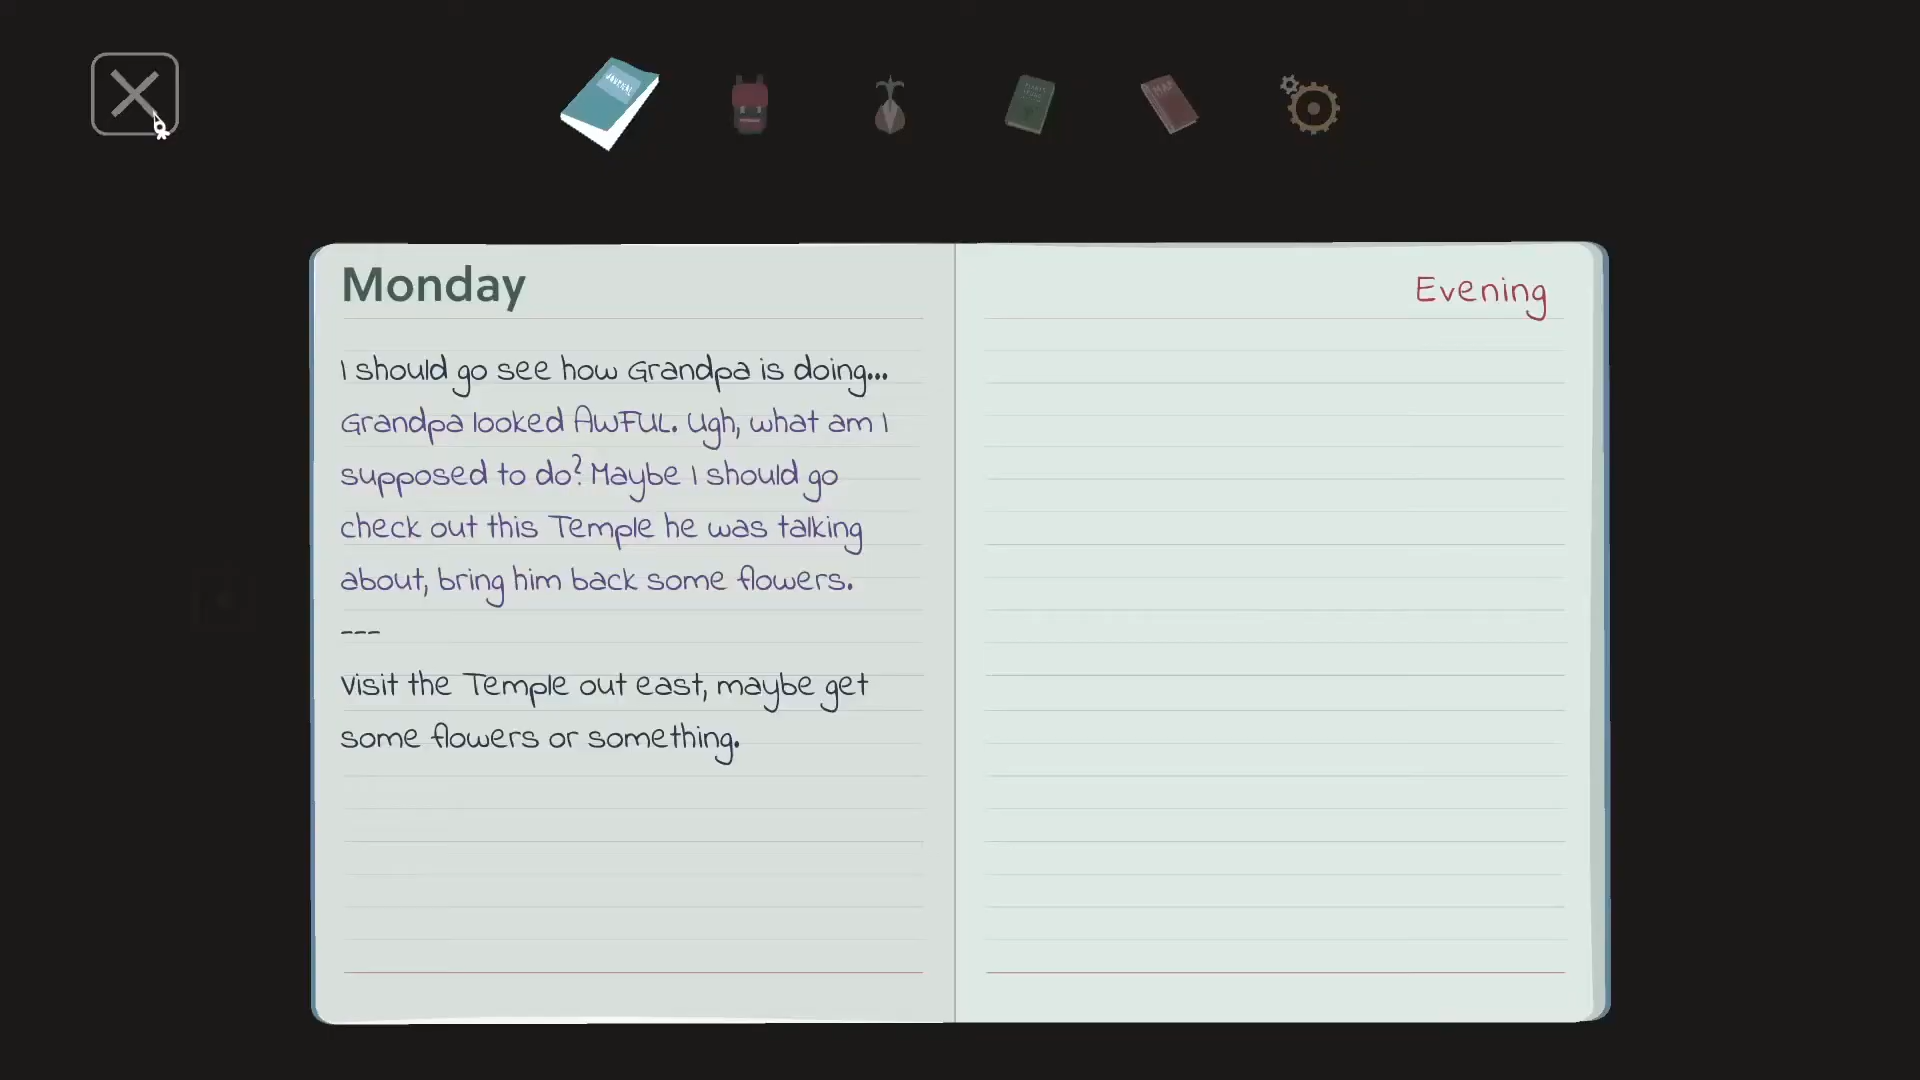 JOURNAL
MAP
Monday
Evening
I should go see how Grandpa is doing...
Grandpa looked AWFUL. Ugh, what am I
supposed to do? Maybe I should go
check out this Temple he was talking
about, bring him back some flowers.
---
Visit the Temple out east, maybe get
some flowers or something.